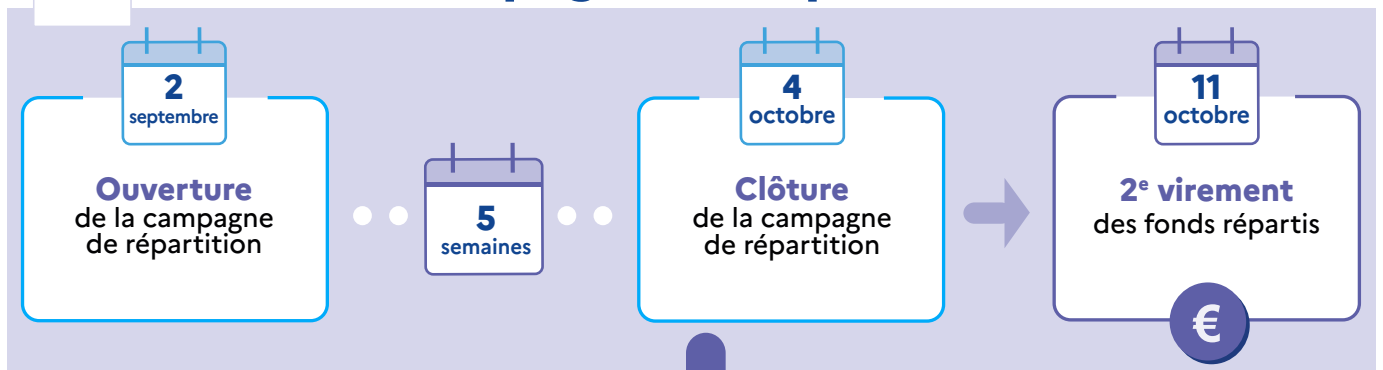 2
septembre
Ouverture
de la campagne
de répartition
5
semaines
4
octobre
Clôture
de la campagne
de répartition
11
octobre
2e virement
des fonds répartis
€